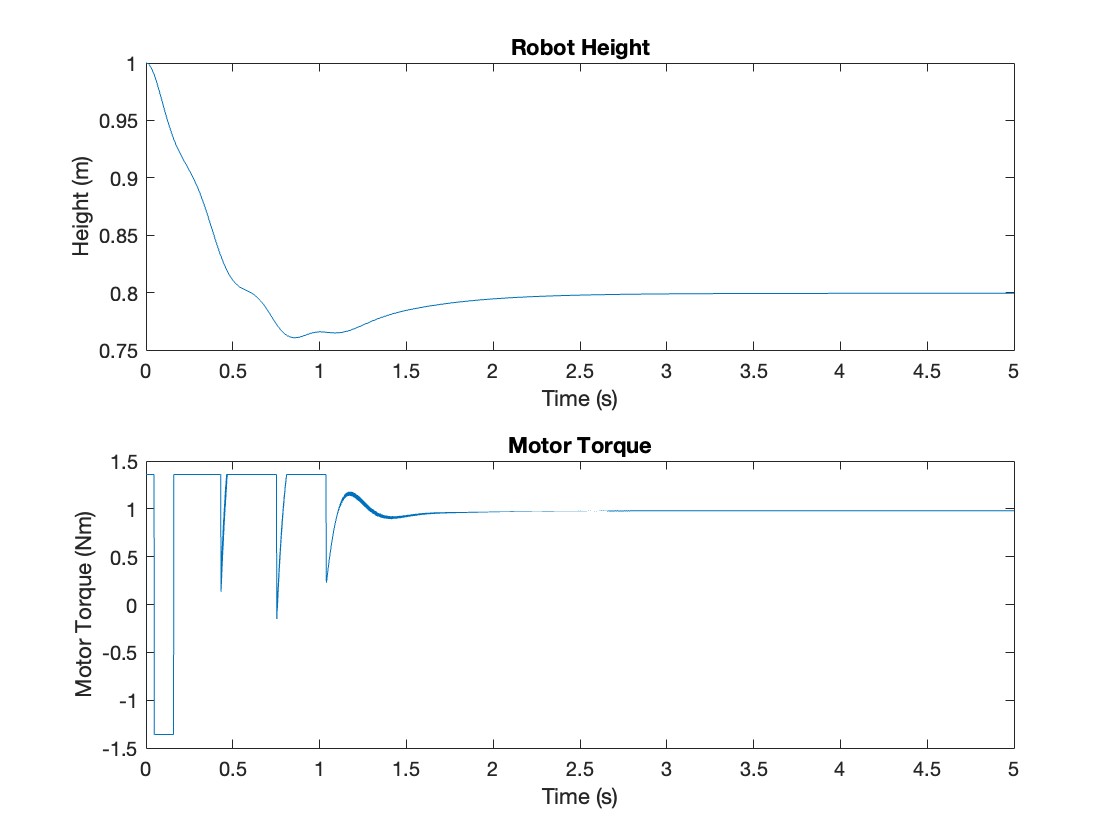 Robot Height
1
0.95
0.9
0.85
0.8
0.75
Height (m)
0 0.5 1 1.5 2 2.5 3 3.5 4 4.5 5
Time (s)
Motor Torque
1.5
1
0.5
0
-0.5
-1
-1.5
Motor Torque (Nm)
0 0.5 1 1.5 2 2.5 3 3.5 4 4.5 5
Time (s)